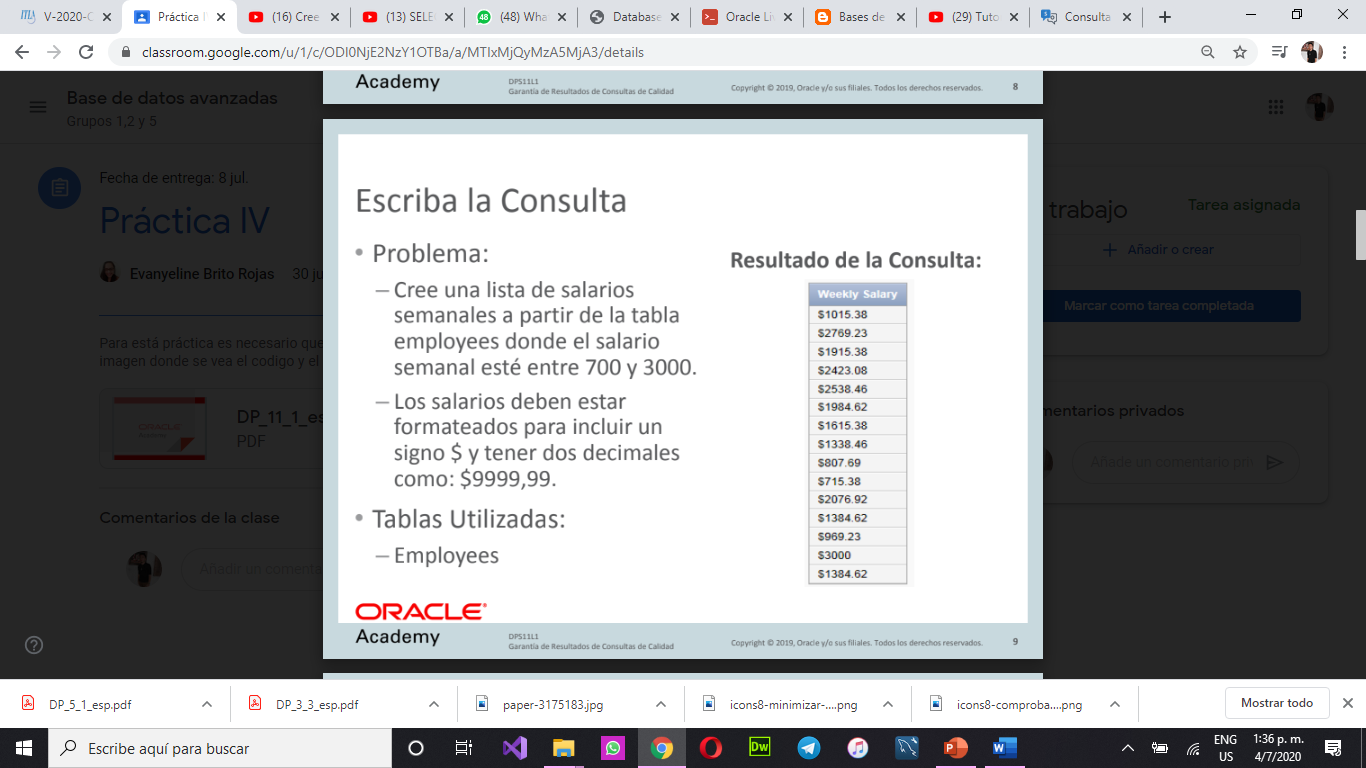 V-2020-C
Práctica I
(16) Cree
(13) SELE
(48) Wha
Database
Oracle Liv
Bases de
(29) Tuto
Consulta
classroom.google.com/u/1/c/ODI0NjE2NzY1OTBa/a/MTIxMjQyMzA5MjA3/details
Base de datos avanzadas
Grupos 1,2 y 5
Academy
DPS11L1
Garantía de Resultados de Consultas de Calidad
Copyright © 2019, Oracle y/o sus filiales. Todos los derechos reservados.
8
Fecha de entrega: 8 jul.
Práctica IV
Evanyeline Brito Rojas 30 ju
Para está práctica es necesario que
imagen donde se vea el codigo y el
DP_11_1_es
PDF
ORACLE
Comentarios de la clase
Añadir un comenta
Escriba la Consulta
• Problema:
– Cree una lista de salarios
semanales a partir de la tabla
employees donde el salario
semanal esté entre 700 y 3000.
– Los salarios deben estar
formateados para incluir un
signo $ y tener dos decimales
como: $9999,99.
• Tablas Utilizadas:
– Employees
Resultado de la Consulta:
Weekly Salary
$1015.38
$2769.23
$1915.38
$2423.08
$2538.46
$1984.62
$1615.38
$1338.46
$807.69
$715.38
$2076.92
$1384.62
$969.23
$3000
$1384.62
ORACLE
Academy
DPS11L1
Garantía de Resultados de Consultas de Calidad
Copyright © 2019, Oracle y/o sus filiales. Todos los derechos reservados.
9
trabajo
Tarea asignada
Añadir o crear
Marcar como tarea completada
mentarios privados
Añade un comentario pri
DP_5_1_esp.pdf
DP_3_3_esp.pdf
paper-3175183.jpg
icons8-minimizar-....png
icons8-comproba....png
Mostrar todo
Escribe aquí para buscar
Dw
ENG
US
1:36 p. m.
4/7/2020